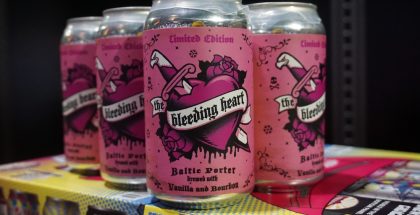 Limited Edition
the
bleeding heart
Baltic Porter
brewed with
Vanilla and Bourbon